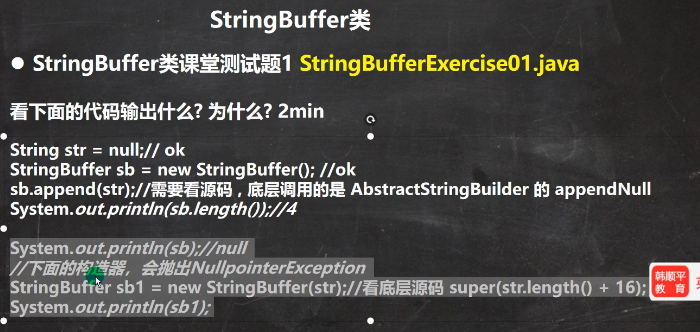 StringBuffer类
● StringBuffer类课堂测试题1 StringBufferExercise01.java
看下面的代码输出什么? 为什么? 2min
String str = null;// ok
StringBuffer sb = new StringBuffer(); //ok
sb.append(str);//需要看源码 , 底层调用的是 AbstractStringBuilder 的 appendNull
System.out.println(sb.length());//4
System.out.println(sb);//null
//下面的构造器，会抛出NullpointerException
StringBuffer sb1 = new StringBuffer(str);//看底层源码 super(str.length() + 16);
System.out.println(sb1);
韩顺平
教 育